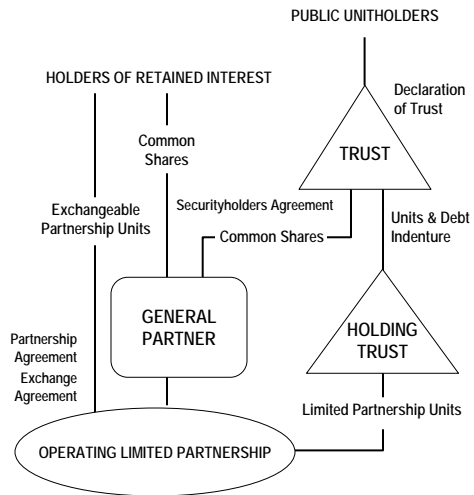 PUBLIC UNITHOLDERS
HOLDERS OF RETAINED INTEREST
Declaration
of Trust
Common
Shares
TRUST
Exchangeable
Partnership Units
Securityholders Agreement
Common Shares
Units & Debt
Indenture
GENERAL
PARTNER
HOLDING
TRUST
Partnership
Agreement
Exchange
Agreement
Limited Partnership Units
OPERATING LIMITED PARTNERSHIP